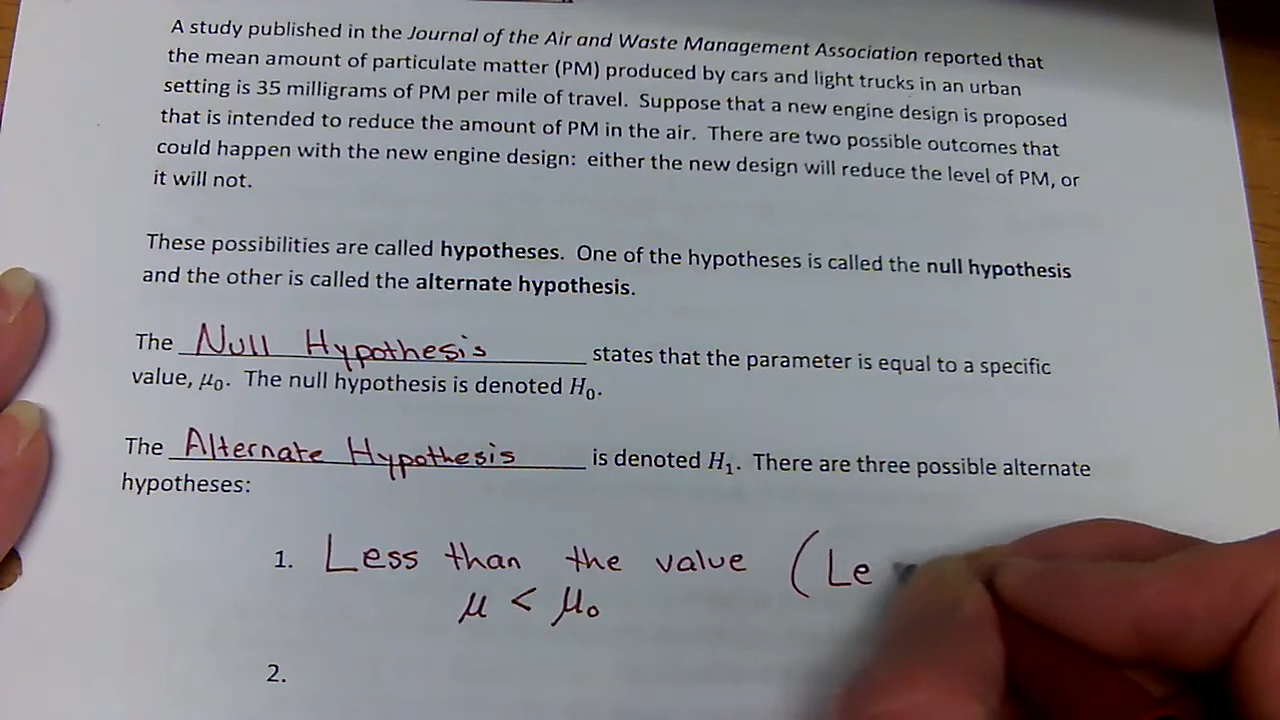 A study published in the Journal of the Air and Waste Management Association reported that
the mean amount of particulate matter (PM) produced by cars and light trucks in an urban
setting is 35 milligrams of PM per mile of travel. Suppose that a new engine design is proposed
that is intended to reduce the amount of PM in the air. There are two possible outcomes that
could happen with the new engine design: either the new design will reduce the level of PM, or
it will not.
These possibilities are called hypotheses. One of the hypotheses is called the null hypothesis
and the other is called the alternate hypothesis.
The Null Hypothesis states that the parameter is equal to a specific
value, μ₀. The null hypothesis is denoted H₀.
The Alternate Hypothesis is denoted H₁. There are three possible alternate
hypotheses:
1. Less than the value (Le
μ < μ₀
2.